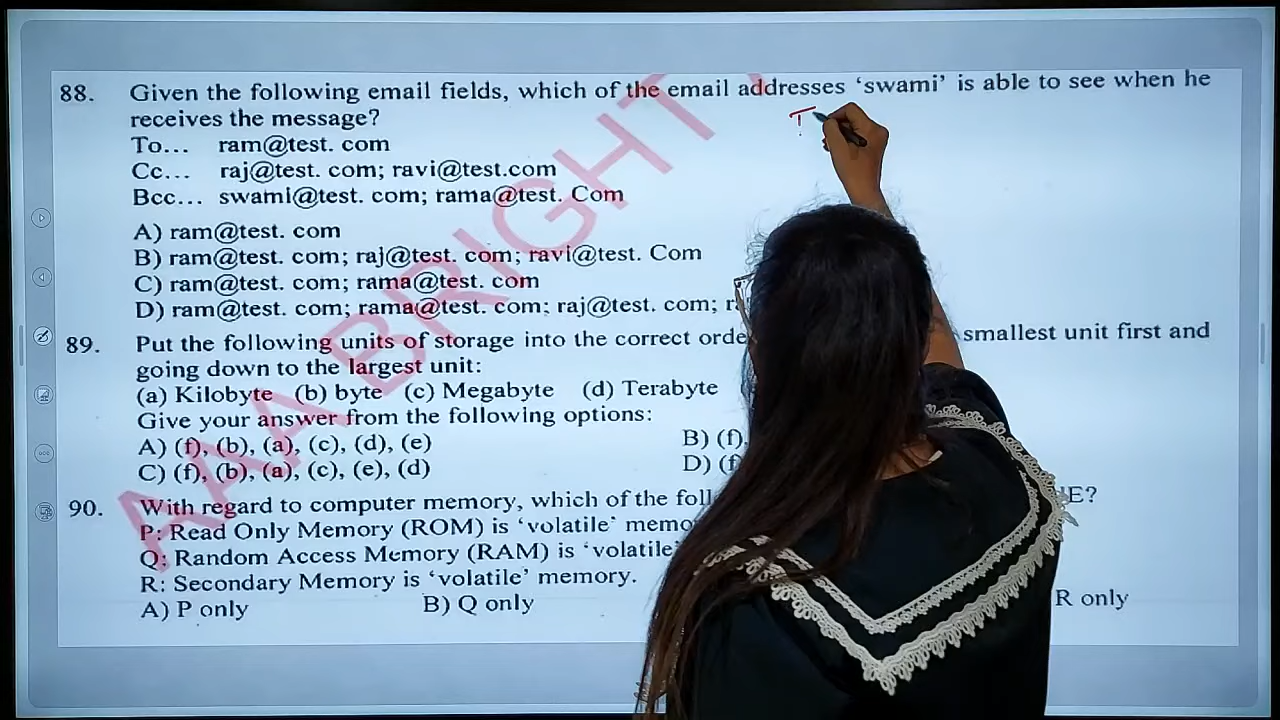 88. Given the following email fields, which of the email addresses ‘swami’ is able to see when he
receives the message?
To... ram@test. com
Cc... raj@test. com; ravi@test.com
Bcc... swami@test. com; rama@test. Com
A) ram@test. com
B) ram@test. com; raj@test. com; ravi@test. Com
C) ram@test. com; rama@test. com
D) ram@test. com; rama@test. com; raj@test. com;
89. Put the following units of storage into the correct smallest unit first and
going down to the largest unit:
(a) Kilobyte (b) byte (c) Megabyte (d) Terabyte
Give your answer from the following options:
A) (f), (b), (a), (c), (d), (e) B) (f),
C) (f), (b), (a), (c), (e), (d) D) (f
90. With regard to computer memory, which of the E?
P: Read Only Memory (ROM) is ‘volatile’
Q: Random Access Memory (RAM) is ‘volatile’
R: Secondary Memory is ‘volatile’ memory.
A) P only B) Q only R only
T